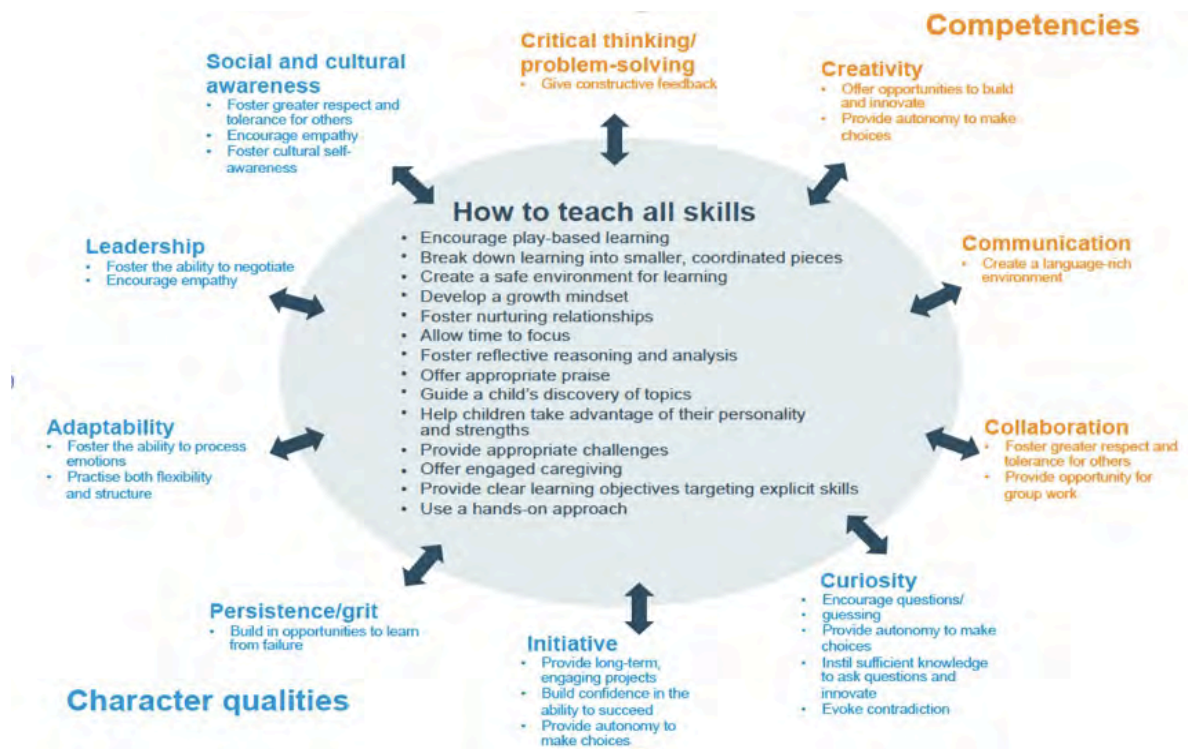 Competencies
Critical thinking/
problem-solving
• Give constructive feedback
Creativity
• Offer opportunities to build
and innovate
• Provide autonomy to make
choices
Communication
• Create a language-rich
environment
Collaboration
• Foster greater respect and
tolerance for others
• Provide opportunity for
group work
Curiosity
• Encourage questions/
• guessing
• Provide autonomy to make
choices
• Instil sufficient knowledge
to ask questions and
innovate
• Evoke contradiction
Initiative
• Provide long-term,
engaging projects
• Build confidence in the
ability to succeed
• Provide autonomy to
make choices
Persistence/grit
• Build in opportunities to learn
from failure
Adaptability
• Foster the ability to process
emotions
• Practise both flexibility
and structure
Leadership
• Foster the ability to negotiate
• Encourage empathy
Social and cultural
awareness
• Foster greater respect and
tolerance for others
• Encourage empathy
• Foster cultural self-
awareness
How to teach all skills
• Encourage play-based learning
• Break down learning into smaller, coordinated pieces
• Create a safe environment for learning
• Develop a growth mindset
• Foster nurturing relationships
• Allow time to focus
• Foster reflective reasoning and analysis
• Offer appropriate praise
• Guide a child's discovery of topics
• Help children take advantage of their personality
and strengths
• Provide appropriate challenges
• Offer engaged caregiving
• Provide clear learning objectives targeting explicit skills
• Use a hands-on approach
Character qualities